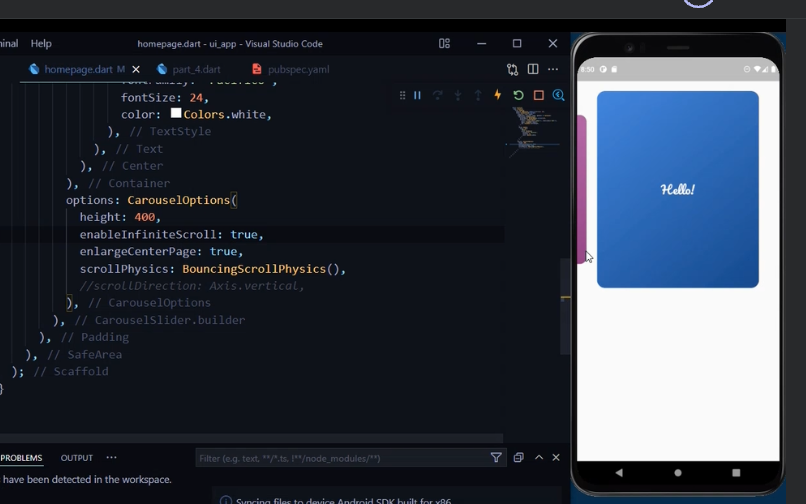 minal Help homepage.dart - ui_app - Visual Studio Code
homepage.dart M part_4.dart pubspec.yaml
fontSize: 24,
color: Colors.white,
), // TextStyle
), // Text
), // Center
), // Container
options: CarouselOptions(
height: 400,
enableInfiniteScroll: true,
enlargeCenterPage: true,
scrollPhysics: BouncingScrollPhysics(),
//scrollDirection: Axis.vertical,
), // CarouselOptions
), // CarouselSlider.builder
), // Padding
), // SafeArea
); // Scaffold
}
PROBLEMS OUTPUT ··· Filter (e.g. text, **/*.ts, !**/node_modules/**)
have been detected in the workspace.
Syncing files to device Android SDK built for x86
8:50
Hello!